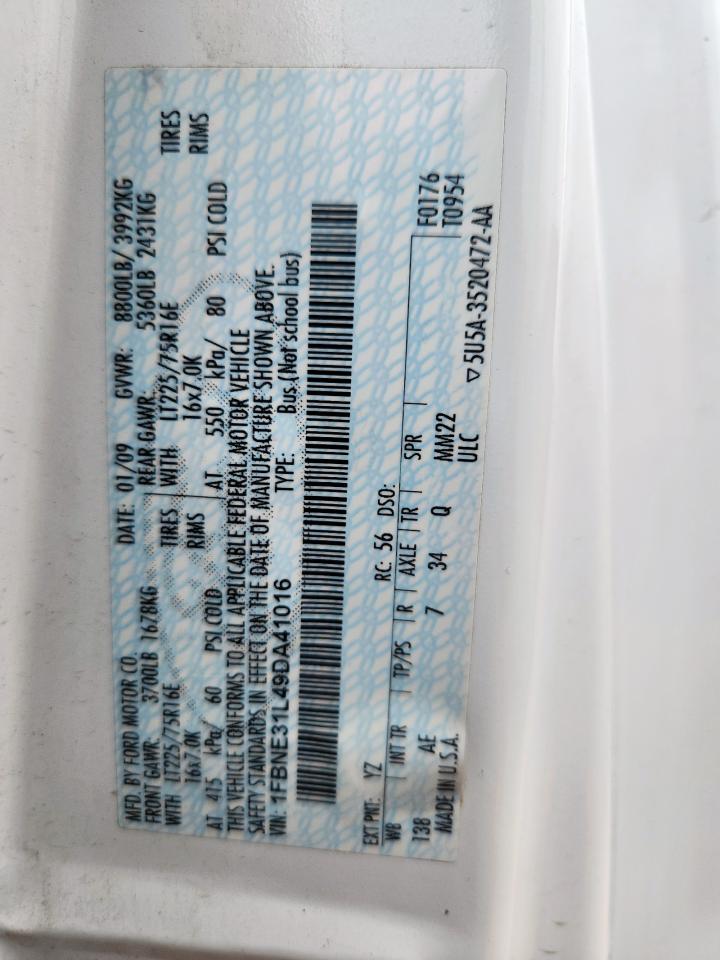 MFD. BY FORD MOTOR CO. DATE: 01/09 GVWR: 8800LB/ 3992KG
FRONT GAWR: 3700LB 1678KG REAR GAWR: 5360LB 2431KG
WITH LT225/75R16E TIRES WITH LT225/75R16E TIRES
16x7.0K RIMS 16x7.0K RIMS
AT 415 kPa/ 60 PSI COLD AT 550 kPa/ 80 PSI COLD
THIS VEHICLE CONFORMS TO ALL APPLICABLE FEDERAL MOTOR VEHICLE
SAFETY STANDARDS IN EFFECT ON THE DATE OF MANUFACTURE SHOWN ABOVE.
VIN: 1FBNE31L49DA41016 TYPE: Bus (Not school bus)
EXT PNT: YZ RC: 56 DSO: F0176
WB INT TR TP/PS R AXLE TR SPR T0954
138 AE 7 34 Q MM22
MADE IN U.S.A. ULC
▽5U5A-3520472-AA